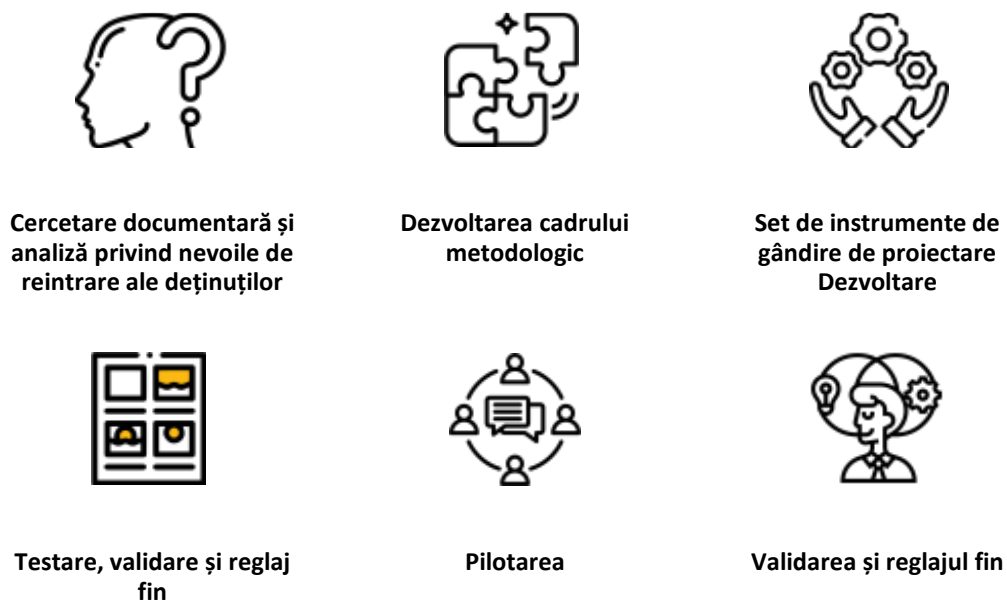 Cercetare documentară și
analiză privind nevoile de
reintrare ale deținuților
Dezvoltarea cadrului
metodologic
Set de instrumente de
gândire de proiectare
Dezvoltare
Testare, validare și reglaj
fin
Pilotarea
Validarea și reglajul fin